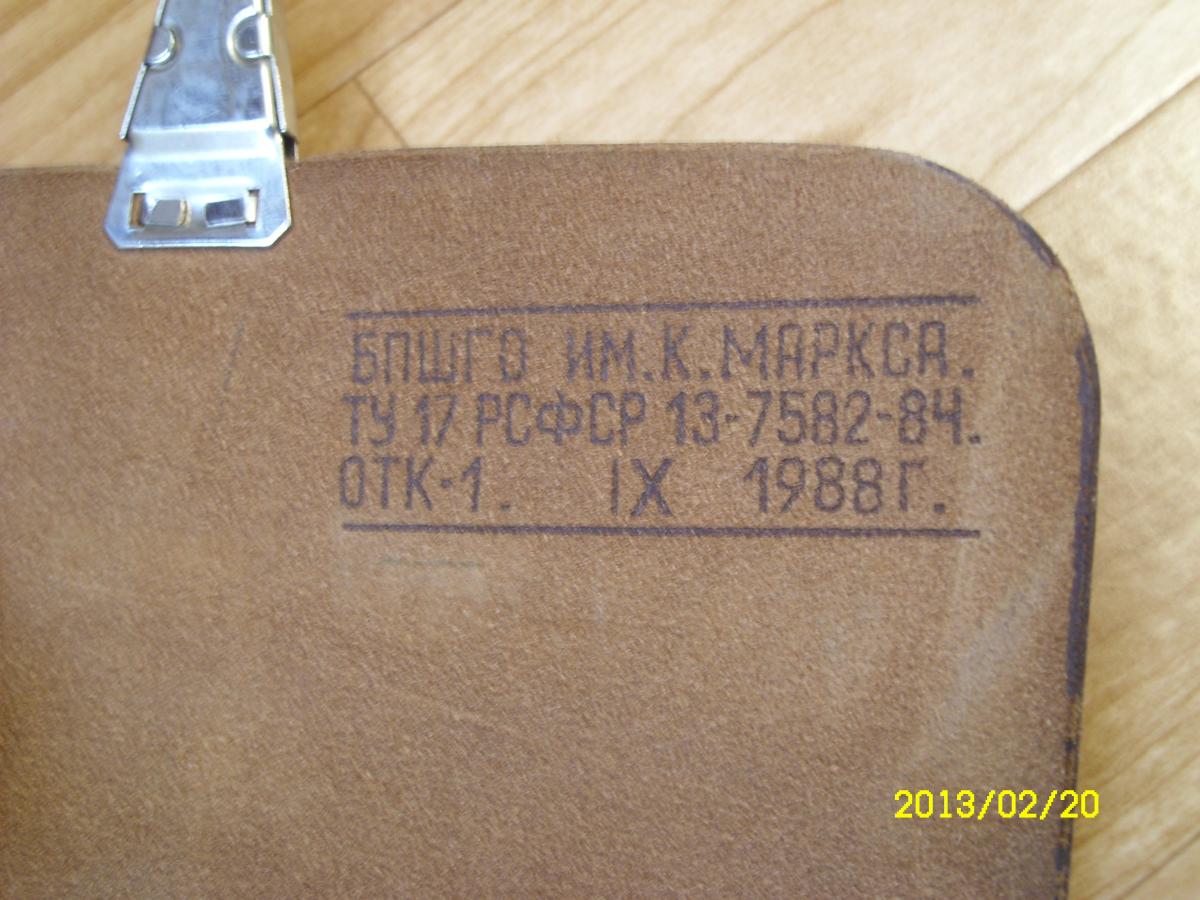 БПШГО ИМ.К.МАРКСА.
ТУ 17 РСФСР 13-7582-84.
ОТК-1. IX 1988Г.
2013/02/20